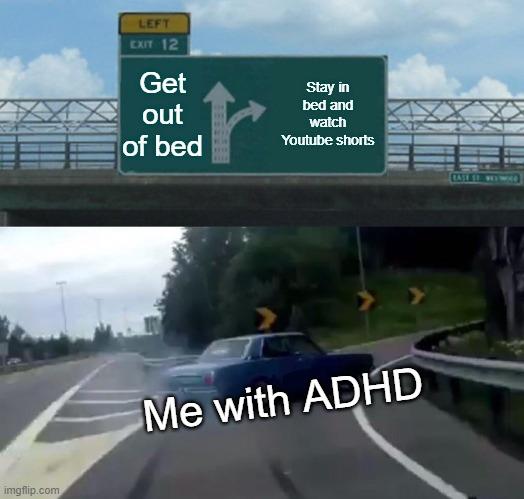 LEFT
EXIT 12
Get
out
of bed
Stay in
bed and
watch
Youtube shorts
Me with ADHD
imgflip.com